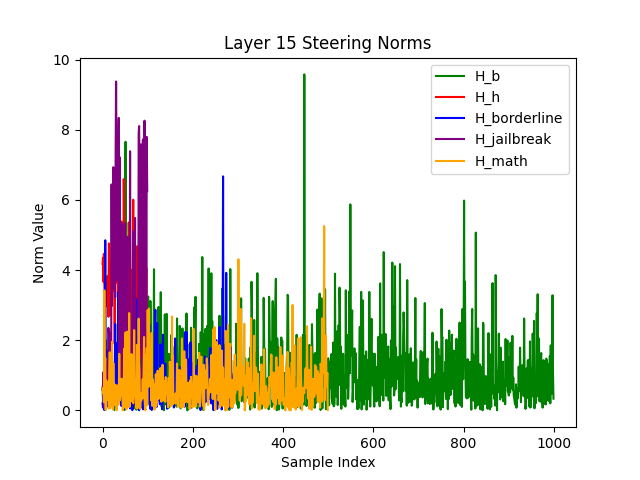 Layer 15 Steering Norms
10
8
6
4
2
0
Norm Value
H_b
H_h
H_borderline
H_jailbreak
H_math
0
200
400
600
800
1000
Sample Index